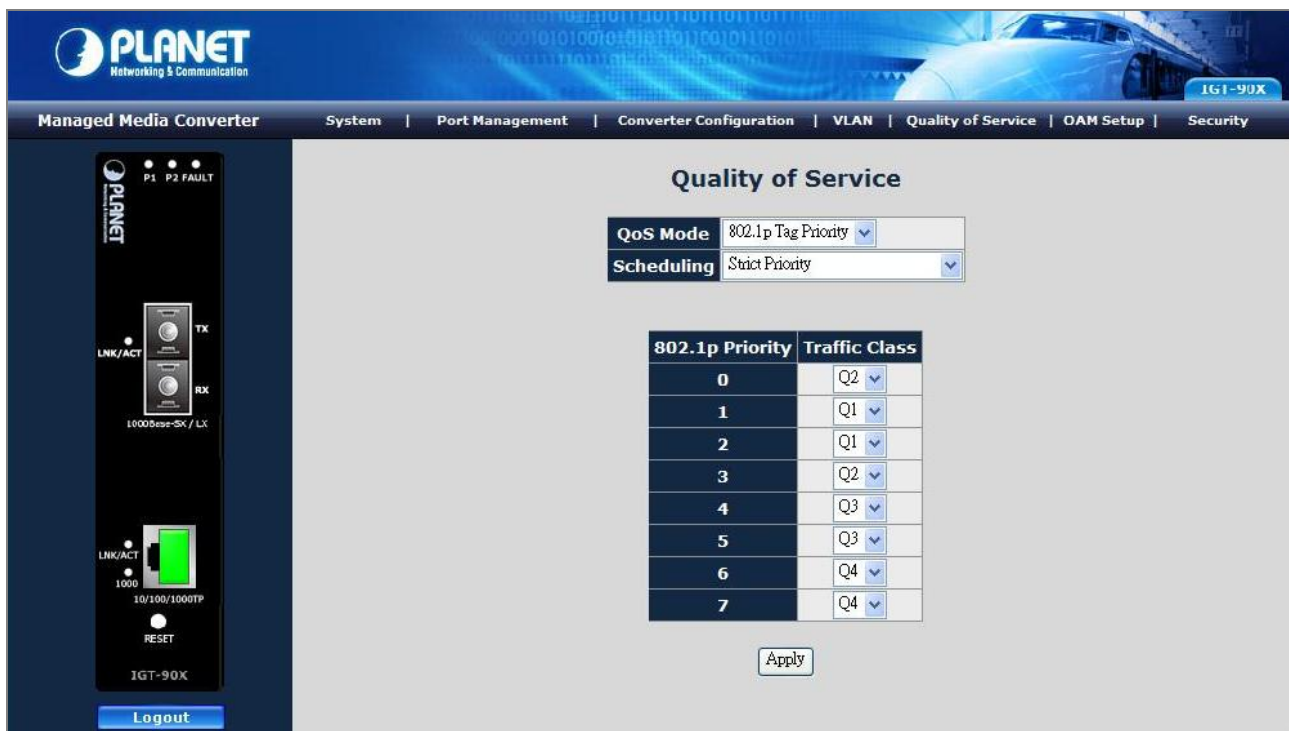 PLANET
Networking & Communication
IGT-90X
Managed Media Converter
System | Port Management | Converter Configuration | VLAN | Quality of Service | OAM Setup | Security
PLANET
P1 P2 FAULT
TX
LNK/ACT
RX
1000Base-SX / LX
LNK/ACT
1000
10/100/1000TP
RESET
IGT-90X
Logout
Quality of Service
QoS Mode 802.1p Tag Priority
Scheduling Strict Priority
802.1p Priority Traffic Class
0 Q2
1 Q1
2 Q1
3 Q2
4 Q3
5 Q3
6 Q4
7 Q4
Apply